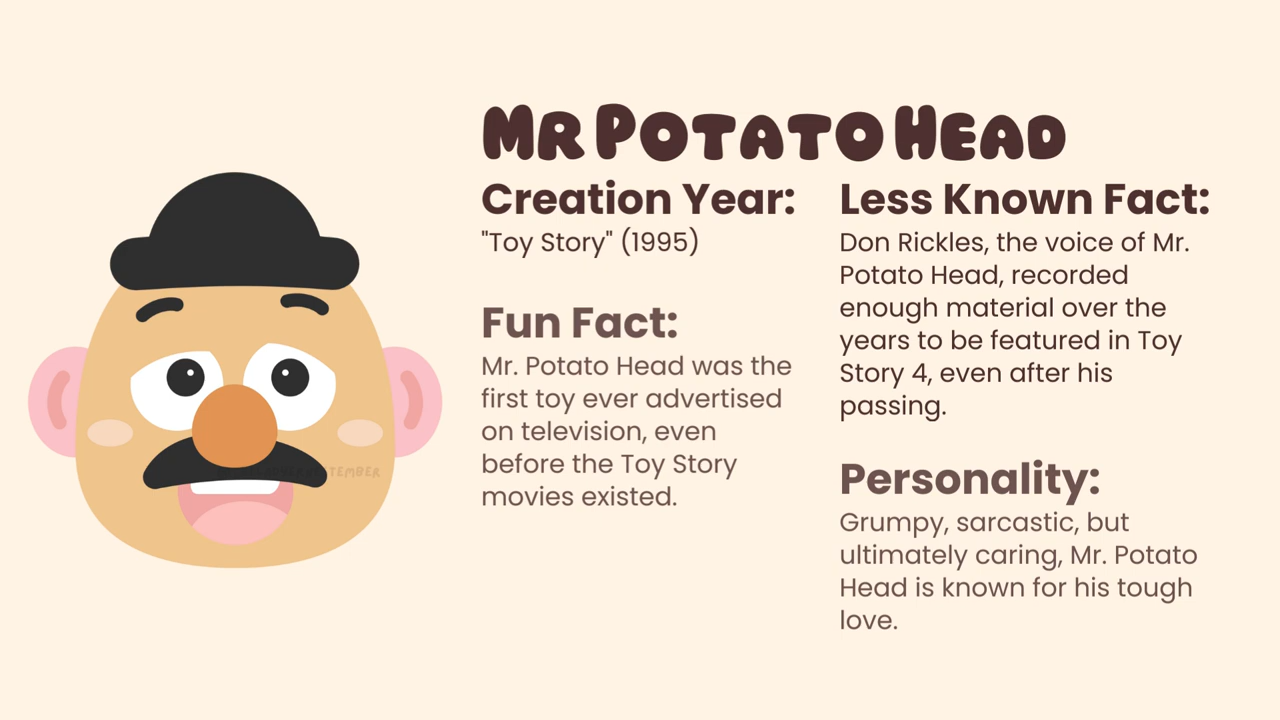 Mr Potato Head
Creation Year:
"Toy Story" (1995)
Fun Fact:
Mr. Potato Head was the
first toy ever advertised
on television, even
before the Toy Story
movies existed.
Less Known Fact:
Don Rickles, the voice of Mr.
Potato Head, recorded
enough material over the
years to be featured in Toy
Story 4, even after his
passing.
Personality:
Grumpy, sarcastic, but
ultimately caring, Mr. Potato
Head is known for his tough
love.